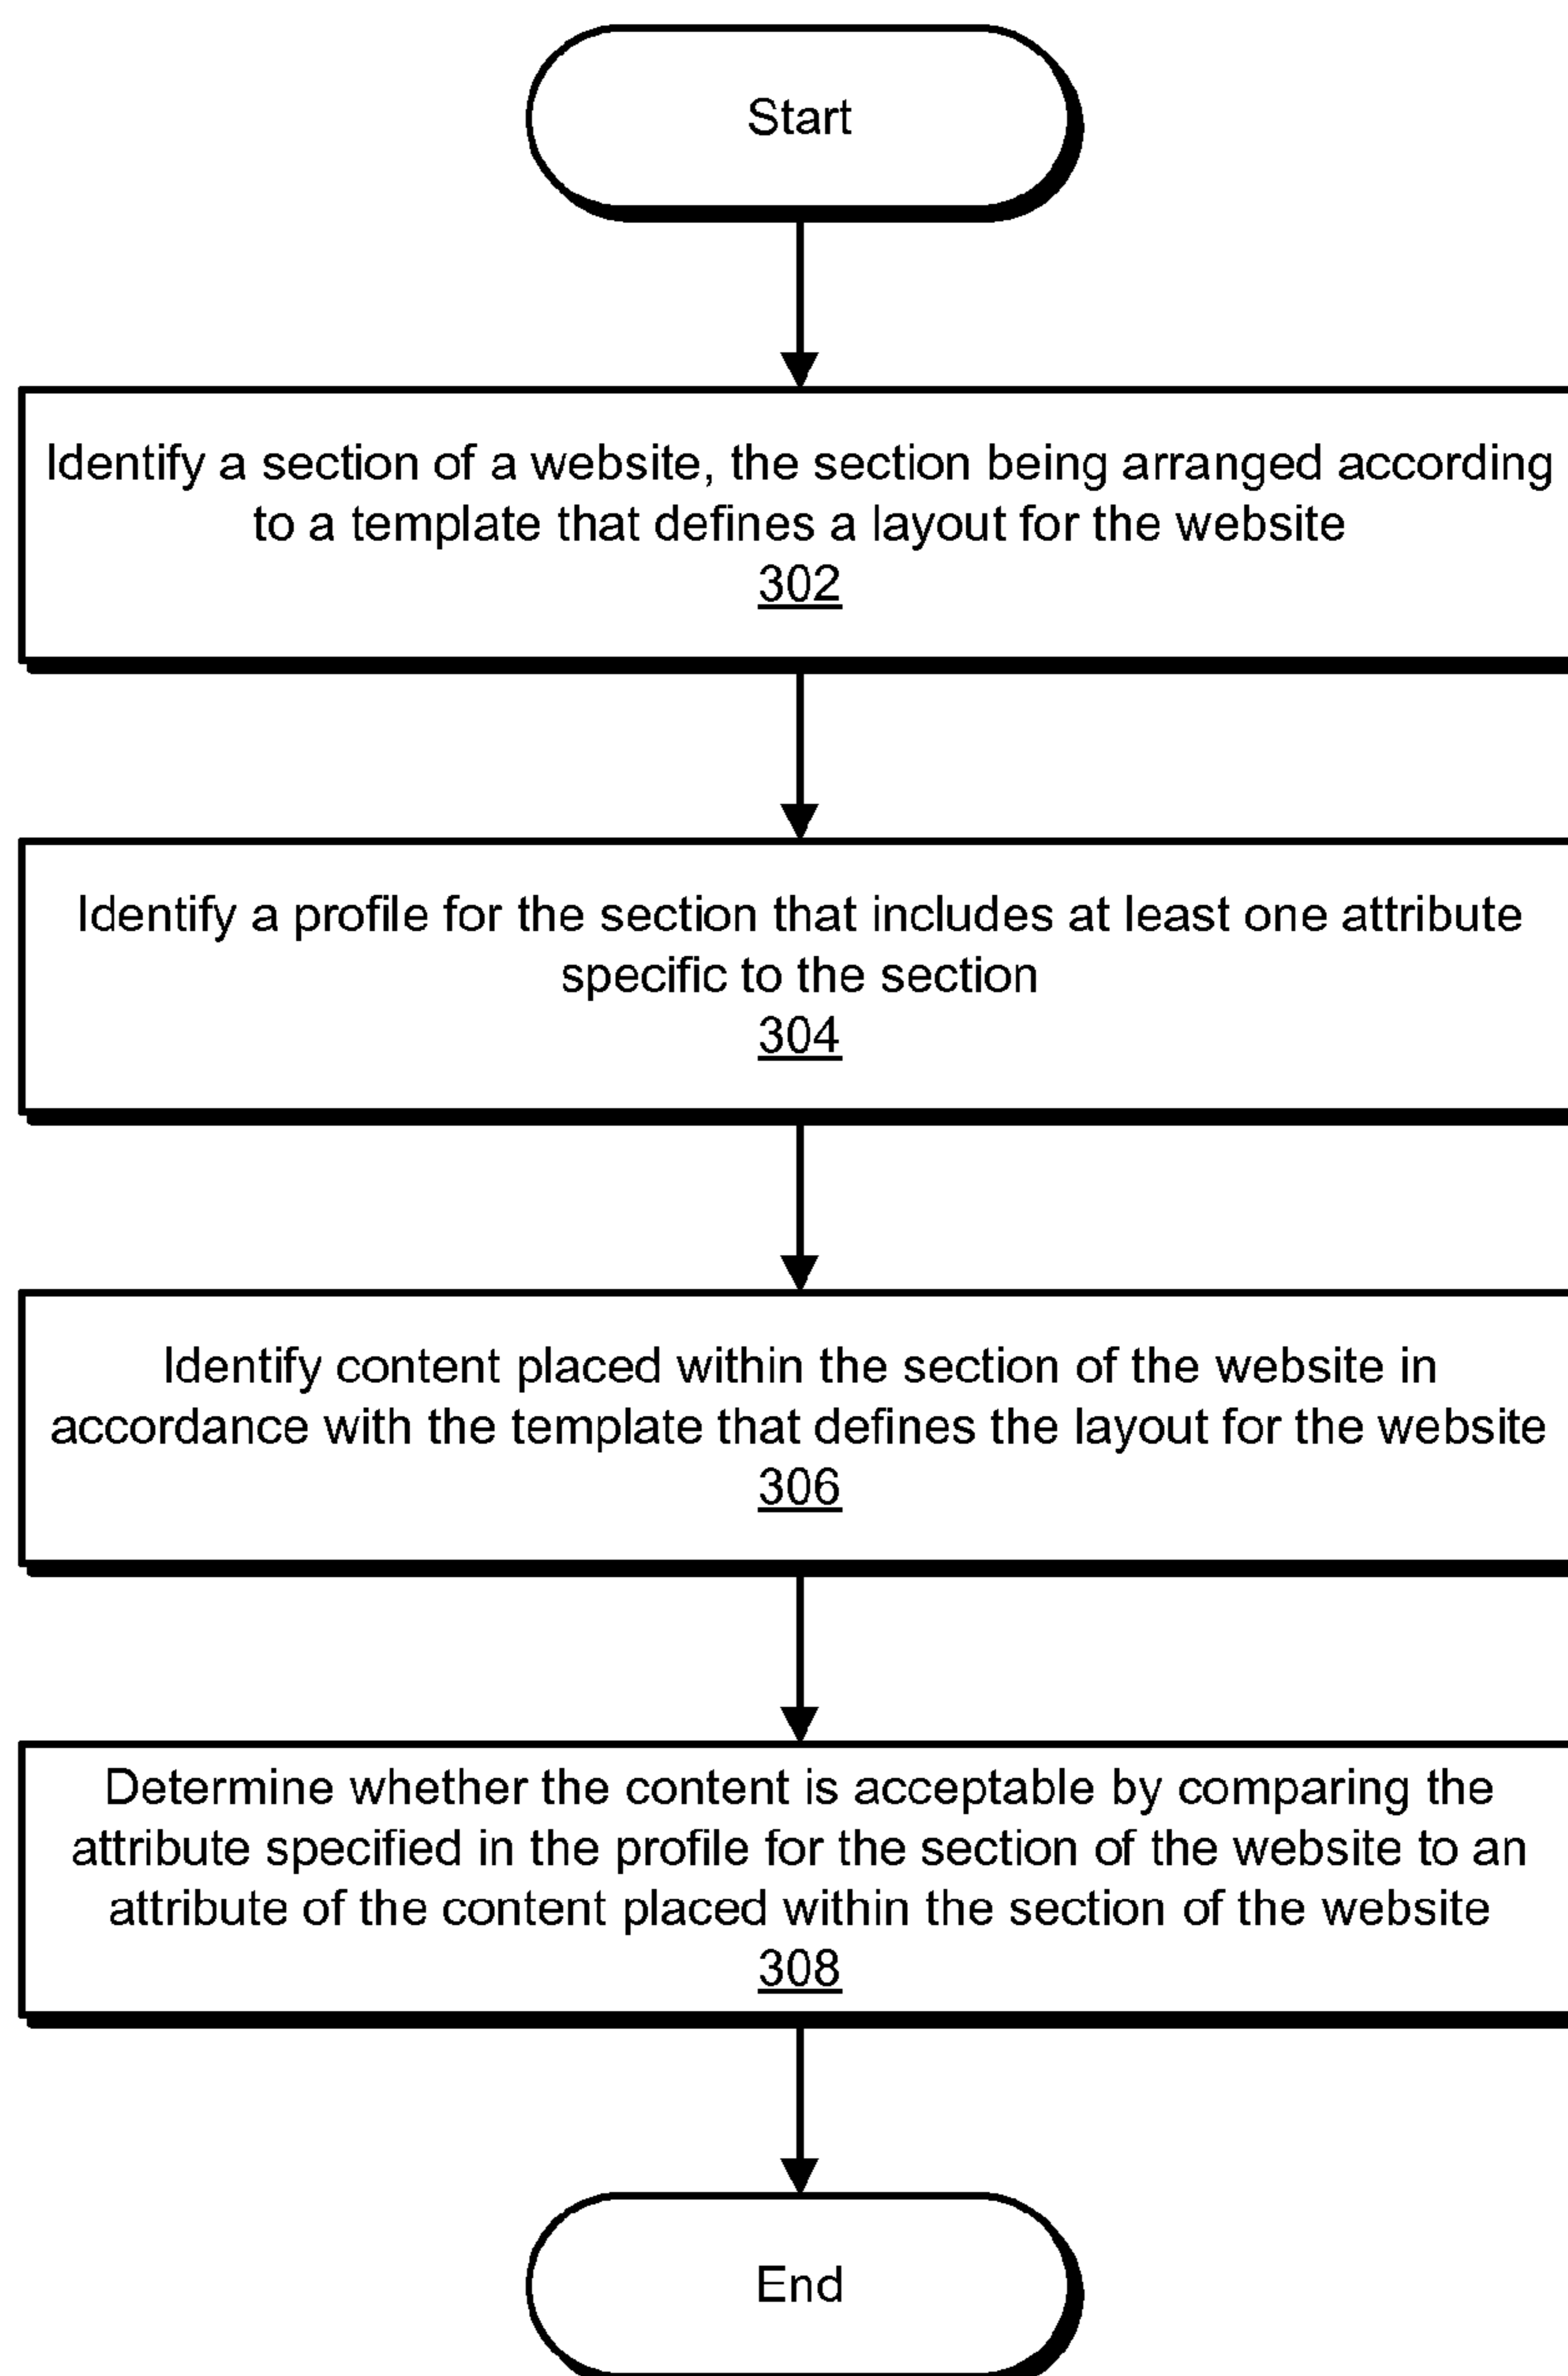 Start
Identify a section of a website, the section being arranged according
to a template that defines a layout for the website
302
Identify a profile for the section that includes at least one attribute
specific to the section
304
Identify content placed within the section of the website in
accordance with the template that defines the layout for the website
306
Determine whether the content is acceptable by comparing the
attribute specified in the profile for the section of the website to an
attribute of the content placed within the section of the website
308
End